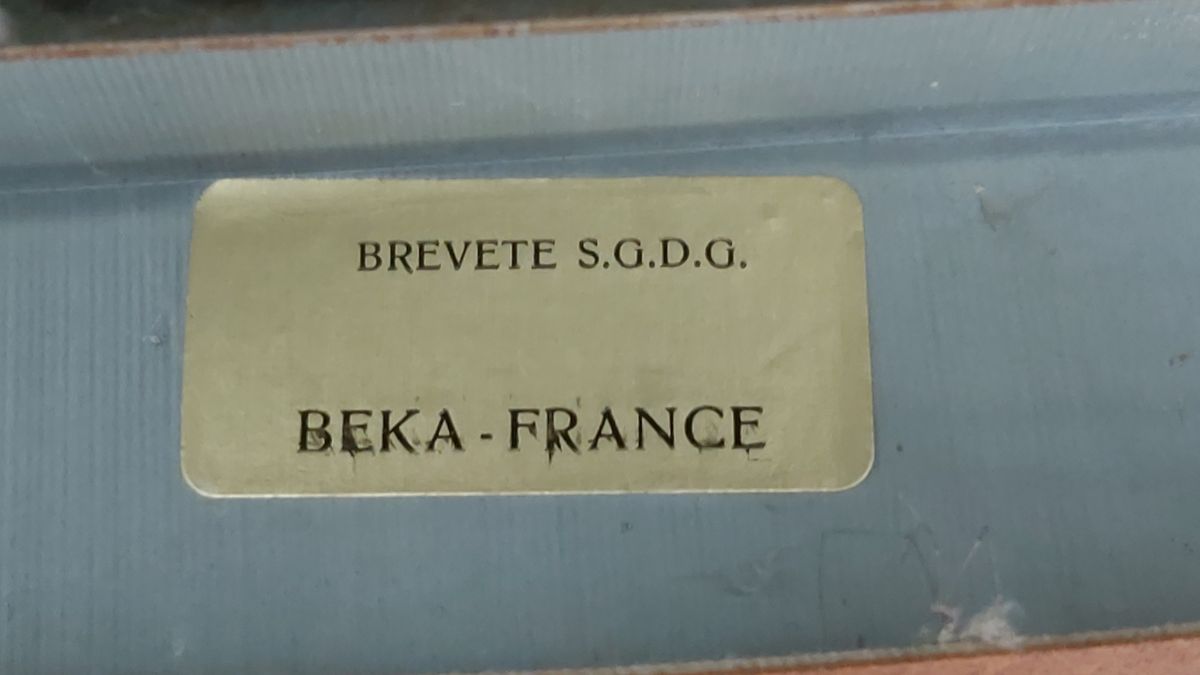 BREVETE S.G.D.G.
BEKA - FRANCE